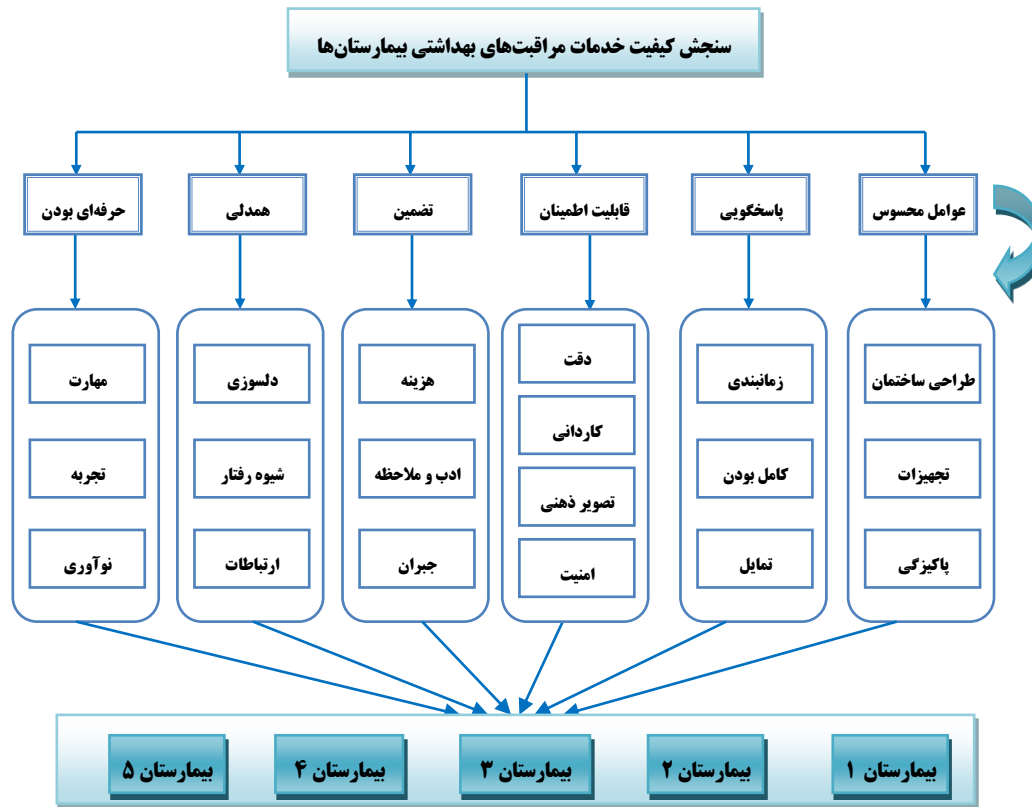 سنجش کیفیت خدمات مراقبت‌های بهداشتی بیمارستان‌ها
عوامل محسوس
پاسخگویی
قابلیت اطمینان
تضمین
همدلی
حرفه‌ای بودن
طراحی ساختمان
تجهیزات
پاکیزگی
زمانبندی
کامل بودن
تمایل
دقت
کاردانی
تصویر ذهنی
امنیت
هزینه
ادب و ملاحظه
جبران
دلسوزی
شیوه رفتار
ارتباطات
مهارت
تجربه
نوآوری
بیمارستان ۱
بیمارستان ۲
بیمارستان ۳
بیمارستان ۴
بیمارستان ۵